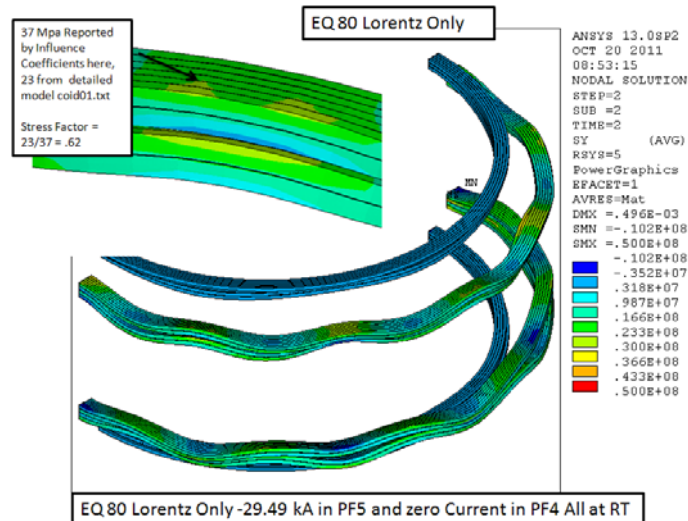 EQ 80 Lorentz Only
37 Mpa Reported
by Influence
Coefficients here,
23 from detailed
model coid01.txt
Stress Factor =
23/37 = .62
MN
ANSYS 13.0SP2
OCT 20 2011
08:53:15
NODAL SOLUTION
STEP=2
SUB =2
TIME=2
SY (AVG)
RSYS=5
PowerGraphics
EFACET=1
AVRES=Mat
DMX =.496E-03
SMN =-.102E+08
SMX =.500E+08
-.102E+08
-.352E+07
.318E+07
.987E+07
.166E+08
.233E+08
.300E+08
.366E+08
.433E+08
.500E+08
EQ 80 Lorentz Only -29.49 kA in PF5 and zero Current in PF4 All at RT